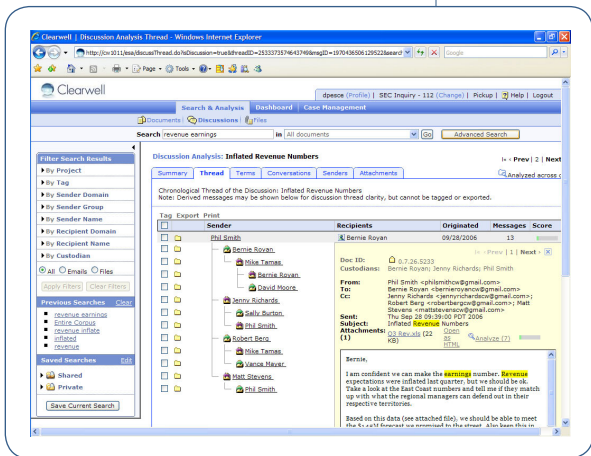 Clearwell | Discussion Analysis Thread - Windows Internet Explorer
Google
Page
Tools
Clearwell
dpesce (Profile) | SEC Inquiry - 112 (Change) | Pickup | Help | Logout
Search & Analysis Dashboard Case Management
Documents | Discussions | Files
Search revenue earnings in All documents Go Advanced Search
Filter Search Results
By Project
By Tag
By Sender Domain
By Sender Group
By Sender Name
By Recipient Domain
By Recipient Name
By Custodian
All Emails Files
Apply Filters Clear Filters
Previous Searches Clear
revenue earnings
Entire Corpus
revenue inflate
inflated
revenue
Saved Searches Edit
Shared
Private
Save Current Search
Discussion Analysis: Inflated Revenue Numbers
Prev | 2 | Next
Summary Thread Terms Conversations Senders Attachments
Analyzed across
Chronological Thread of the Discussion: Inflated Revenue Numbers
Note: Derived messages may be shown below for discussion thread clarity, but cannot be tagged or exported.
Tag Export Print
Sender Recipients Originated Messages Score
Phil Smith Bernie Royan 09/28/2006 13
Bernie Royan
Mike Tamas
Bernie Royan
David Moore
Jenny Richards
Sally Burton
Phil Smith
Robert Berg
Mike Tamas
Vance Mayer
Matt Stevens
Phil Smith
Prev | 1 | Next
Doc ID: 0.7.26.5233
Custodians: Bernie Royan; Jenny Richards; Phil Smith
From: Phil Smith <philsmithcw@gmail.com>
To: Bernie Royan <bernieroyancw@gmail.com>
Cc: Jenny Richards <jennyrichardscw@gmail.com>;
Robert Berg <robertbergcw@gmail.com>; Matt
Stevens <mattstevenscw@gmail.com>
Sent: Thu Sep 28 09:39:00 PDT 2006
Subject: Inflated Revenue Numbers
Attachments: (1) Q3 Rev.xls (22 KB) Open as HTML Analyze (7)
Bernie,
I am confident we can make the earnings number. Revenue
expectations were inflated last quarter, but we should be ok.
Take a look at the East Coast numbers and tell me if they match
up with what the regional managers can defend out in their
respective territories.
Based on this data (see attached file), we should be able to meet